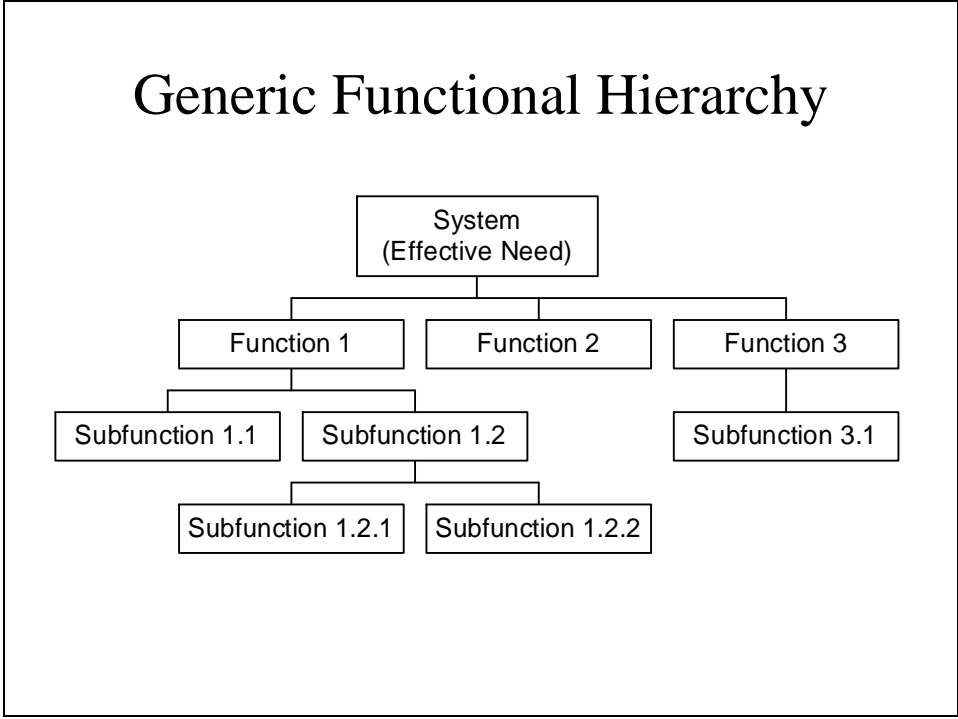 Generic Functional Hierarchy
System
(Effective Need)
Function 1
Function 2
Function 3
Subfunction 1.1
Subfunction 1.2
Subfunction 3.1
Subfunction 1.2.1
Subfunction 1.2.2